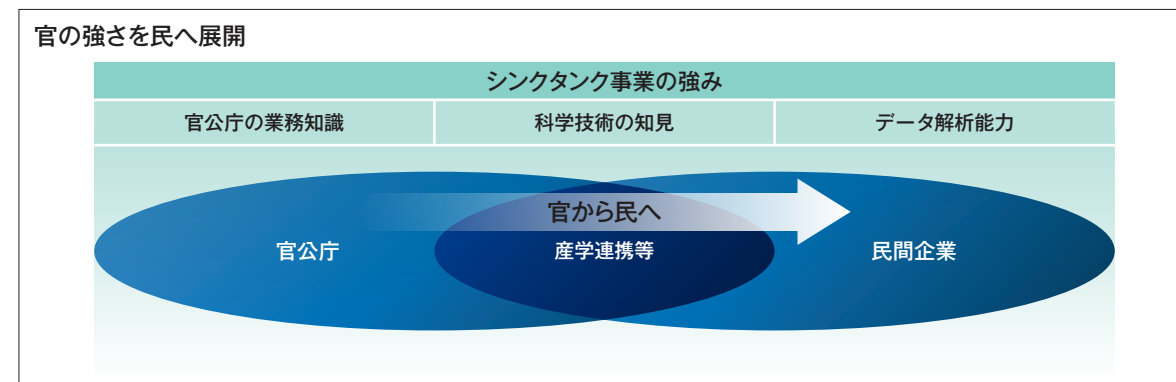 官の強さを民へ展開
シンクタンク事業の強み
官公庁の業務知識
科学技術の知見
データ解析能力
官から民へ
官公庁
産学連携等
民間企業